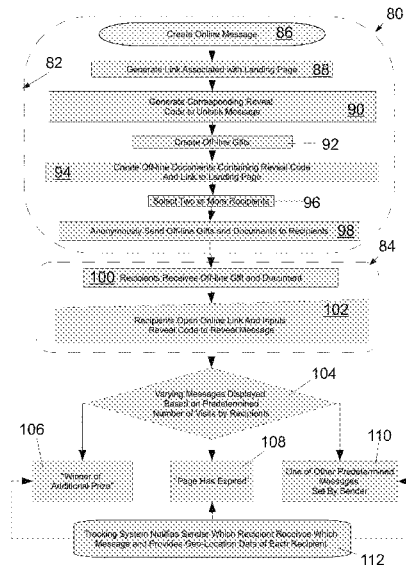 80
Create Online Message 86
82
Generate Link Associated with Landing Page 88
Generate Corresponding Reveal
Code to Unlock Message 90
Create Off-line Gifts 92
94 Create Off-line Documents Containing Reveal Code
And Link to Landing Page
Select Two or More Recipients 96
Anonymously Send Off-line Gifts and Documents to Recipients 98
84
100 Recipients Receives Off-line Gift and Document
102
Recipients Open Online Link And Inputs
Reveal Code to Reveal Message
104
Varying Messages Displayed
Based on Predetermined
Number of Visits by Recipients
106
108
110
"Winner of
Additional Prize"
"Page Has Expired"
One of Other Predetermined
Messages
Set By Sender
Tracking System Notifies Sender Which Recipient Received Which
Message and Provides Geo-Location Data of Each Recipient
112